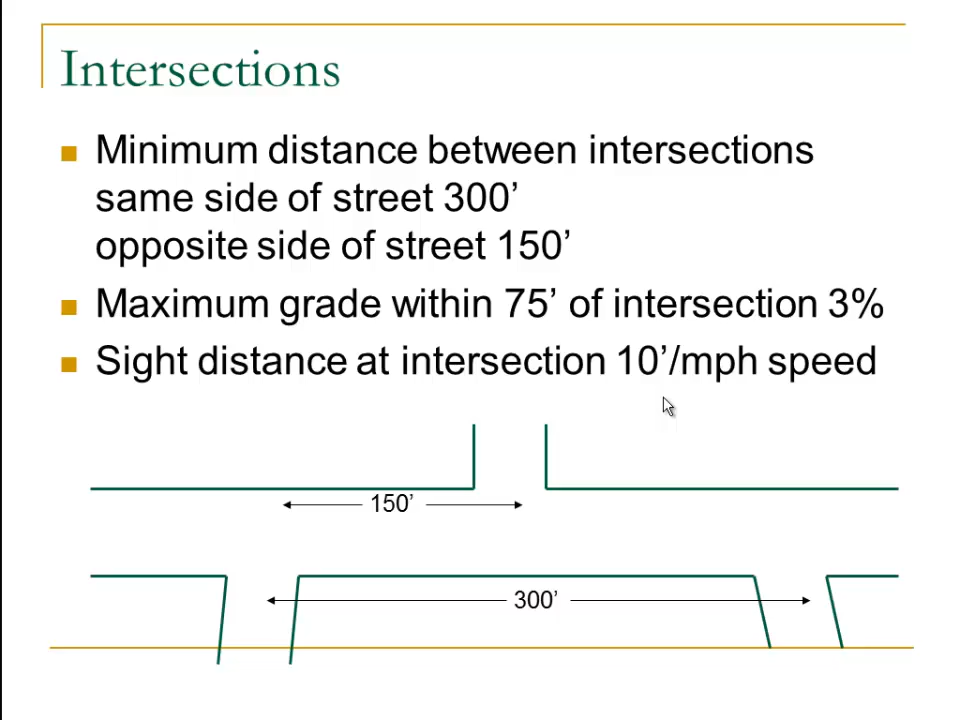 Intersections
Minimum distance between intersections
same side of street 300’
opposite side of street 150’
Maximum grade within 75’ of intersection 3%
Sight distance at intersection 10’/mph speed
150’
300’